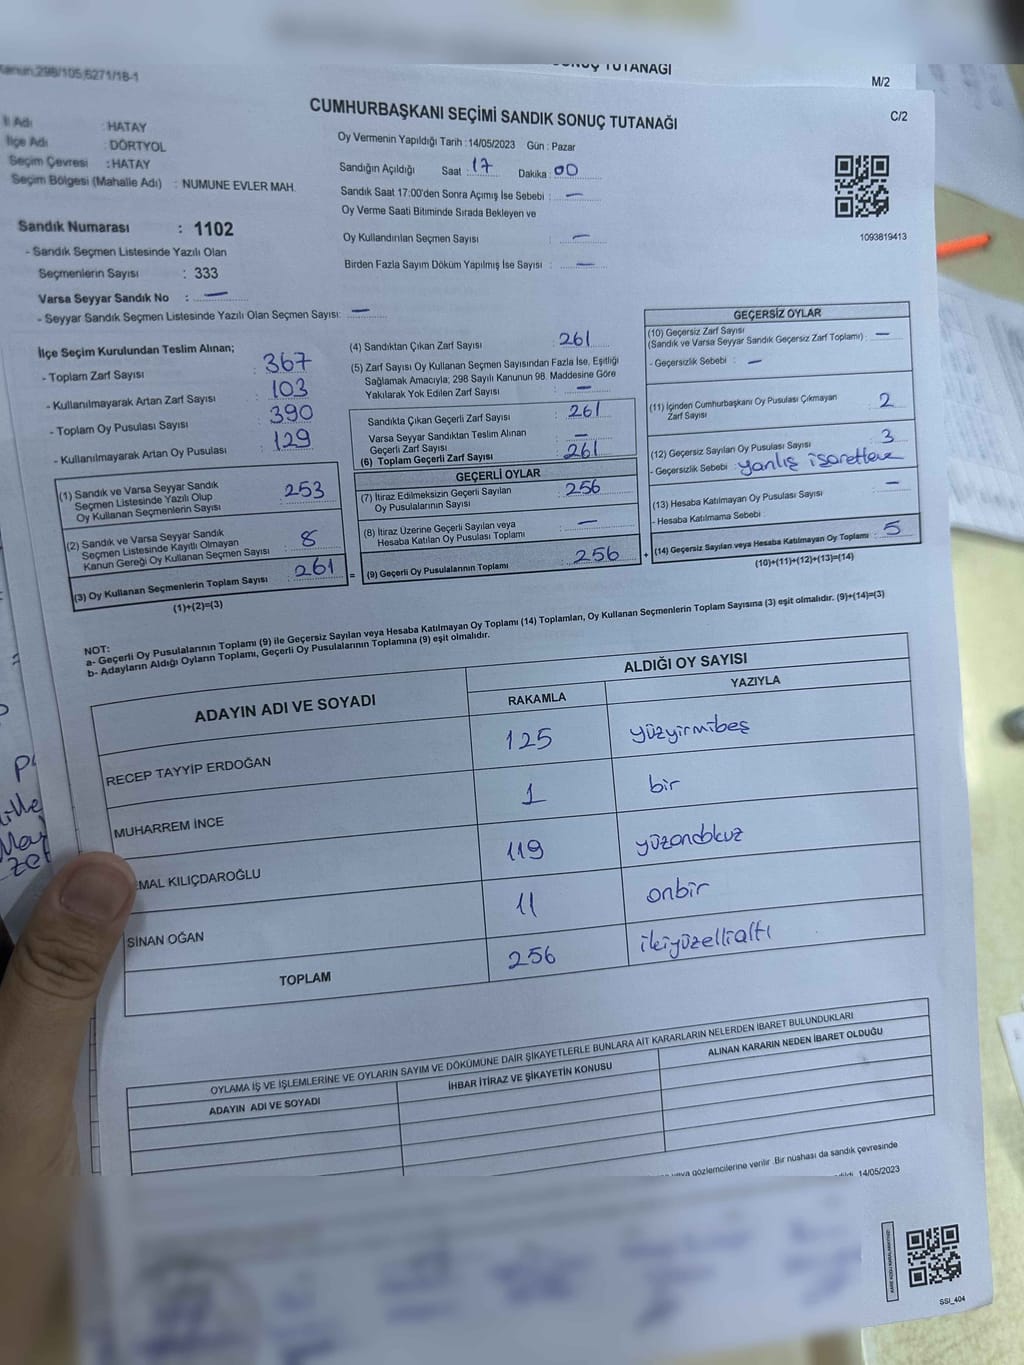 Kanun,298/105,6271/18-1
TUTANAĞI
M/2
C/2
CUMHURBAŞKANI SEÇİMİ SANDIK SONUÇ TUTANAĞI
İl Adı : HATAY
İlçe Adı : DÖRTYOL
Seçim Çevresi : HATAY
Seçim Bölgesi (Mahalle Adı) : NUMUNE EVLER MAH.
Oy Vermenin Yapıldığı Tarih : 14/05/2023 Gün : Pazar
Sandığın Açıldığı Saat : 17 Dakika : 00
Sandık Saat 17:00'den Sonra Açımış İse Sebebi : —
Oy Verme Saati Bitiminde Sırada Bekleyen ve
Oy Kullandırılan Seçmen Sayısı : —
Birden Fazla Sayım Döküm Yapılmış İse Sayısı : —
1093819413
Sandık Numarası : 1102
- Sandık Seçmen Listesinde Yazılı Olan
Seçmenlerin Sayısı : 333
Varsa Seyyar Sandık No : —
- Seyyar Sandık Seçmen Listesinde Yazılı Olan Seçmen Sayısı: —
İlçe Seçim Kurulundan Teslim Alınan;
- Toplam Zarf Sayısı : 367
- Kullanılmayarak Artan Zarf Sayısı : 103
- Toplam Oy Pusulası Sayısı : 390
- Kullanılmayarak Artan Oy Pusulası : 129
(1) Sandık ve Varsa Seyyar Sandık
Seçmen Listesinde Yazılı Olup
Oy Kullanan Seçmenlerin Sayısı : 253
(2) Sandık ve Varsa Seyyar Sandık
Seçmen Listesinde Kayıtlı Olmayan
Kanun Gereği Oy Kullanan Seçmen Sayısı : 8
(3) Oy Kullanan Seçmenlerin Toplam Sayısı : 261
(1)+(2)=(3)
(4) Sandıktan Çıkan Zarf Sayısı : 261
(5) Zarf Sayısı Oy Kullanan Seçmen Sayısından Fazla İse, Eşitliği
Sağlamak Amacıyla; 298 Sayılı Kanunun 98. Maddesine Göre
Yakılarak Yok Edilen Zarf Sayısı : —
Sandıkta Çıkan Geçerli Zarf Sayısı : 261
Varsa Seyyar Sandıktan Teslim Alınan
Geçerli Zarf Sayısı : —
(6) Toplam Geçerli Zarf Sayısı : 261
GEÇERLİ OYLAR
(7) İtiraz Edilmeksizin Geçerli Sayılan
Oy Pusulalarının Sayısı : 256
(8) İtiraz Üzerine Geçerli Sayılan veya
Hesaba Katılan Oy Pusulası Toplamı : —
= (9) Geçerli Oy Pusulalarının Toplamı : 256
GEÇERSİZ OYLAR
(10) Geçersiz Zarf Sayısı
(Sandık ve Varsa Seyyar Sandık Geçersiz Zarf Toplamı) : —
- Geçersizlik Sebebi : —
(11) İçinden Cumhurbaşkanı Oy Pusulası Çıkmayan
Zarf Sayısı : 2
(12) Geçersiz Sayılan Oy Pusulası Sayısı : 3
- Geçersizlik Sebebi : yanlış işaretleme
(13) Hesaba Katılmayan Oy Pusulası Sayısı : —
- Hesaba Katılmama Sebebi :
+ (14) Geçersiz Sayılan veya Hesaba Katılmayan Oy Toplamı : 5
(10)+(11)+(12)+(13)=(14)
NOT:
a- Geçerli Oy Pusulalarının Toplamı (9) ile Geçersiz Sayılan veya Hesaba Katılmayan Oy Toplamı (14) Toplamları, Oy Kullanan Seçmenlerin Toplam Sayısına (3) eşit olmalıdır. (9)+(14)=(3)
b- Adayların Aldığı Oyların Toplamı, Geçerli Oy Pusulalarının Toplamına (9) eşit olmalıdır.
ADAYIN ADI VE SOYADI
ALDIĞI OY SAYISI
RAKAMLA YAZIYLA
RECEP TAYYİP ERDOĞAN 125 yüzyirmibeş
MUHARREM İNCE 1 bir
EMAL KILIÇDAROĞLU 119 yüzondokuz
SİNAN OĞAN 11 onbir
TOPLAM 256 ikiyüzellialtı
OYLAMA İŞ VE İŞLEMLERİNE VE OYLARIN SAYIM VE DÖKÜMÜNE DAİR ŞİKAYETLERLE BUNLARA AİT KARARLARIN NELERDEN İBARET BULUNDUKLARI
ADAYIN ADI VE SOYADI İHBAR İTİRAZ VE ŞİKAYETİN KONUSU ALINAN KARARIN NEDEN İBARET OLDUĞU
veya gözlemcilerine verilir .Bir nüshası da sandık çevresinde
14/05/2023
SSI_404